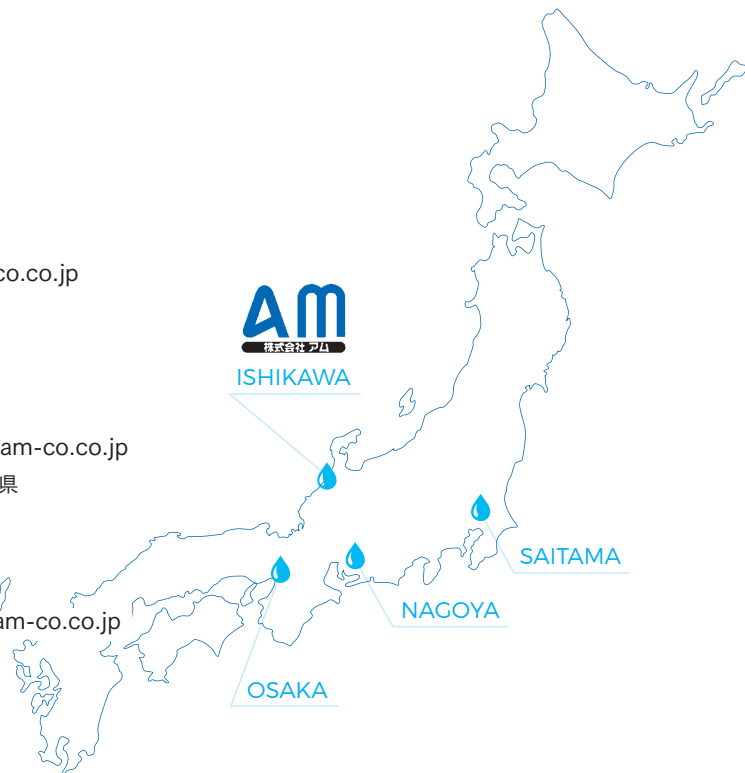 co.co.jp
AM
株式会社 アム
ISHIKAWA
am-co.co.jp
県
SAITAMA
NAGOYA
am-co.co.jp
OSAKA